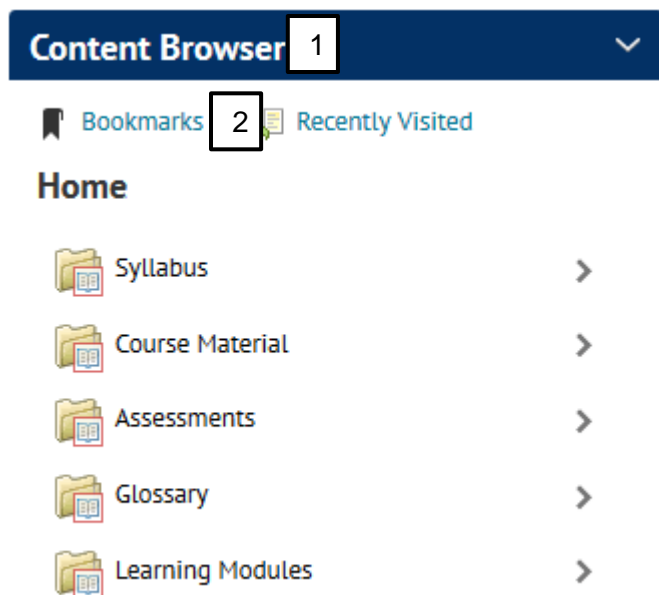 Content Browser 1
Bookmarks 2 Recently Visited
Home
Syllabus
Course Material
Assessments
Glossary
Learning Modules